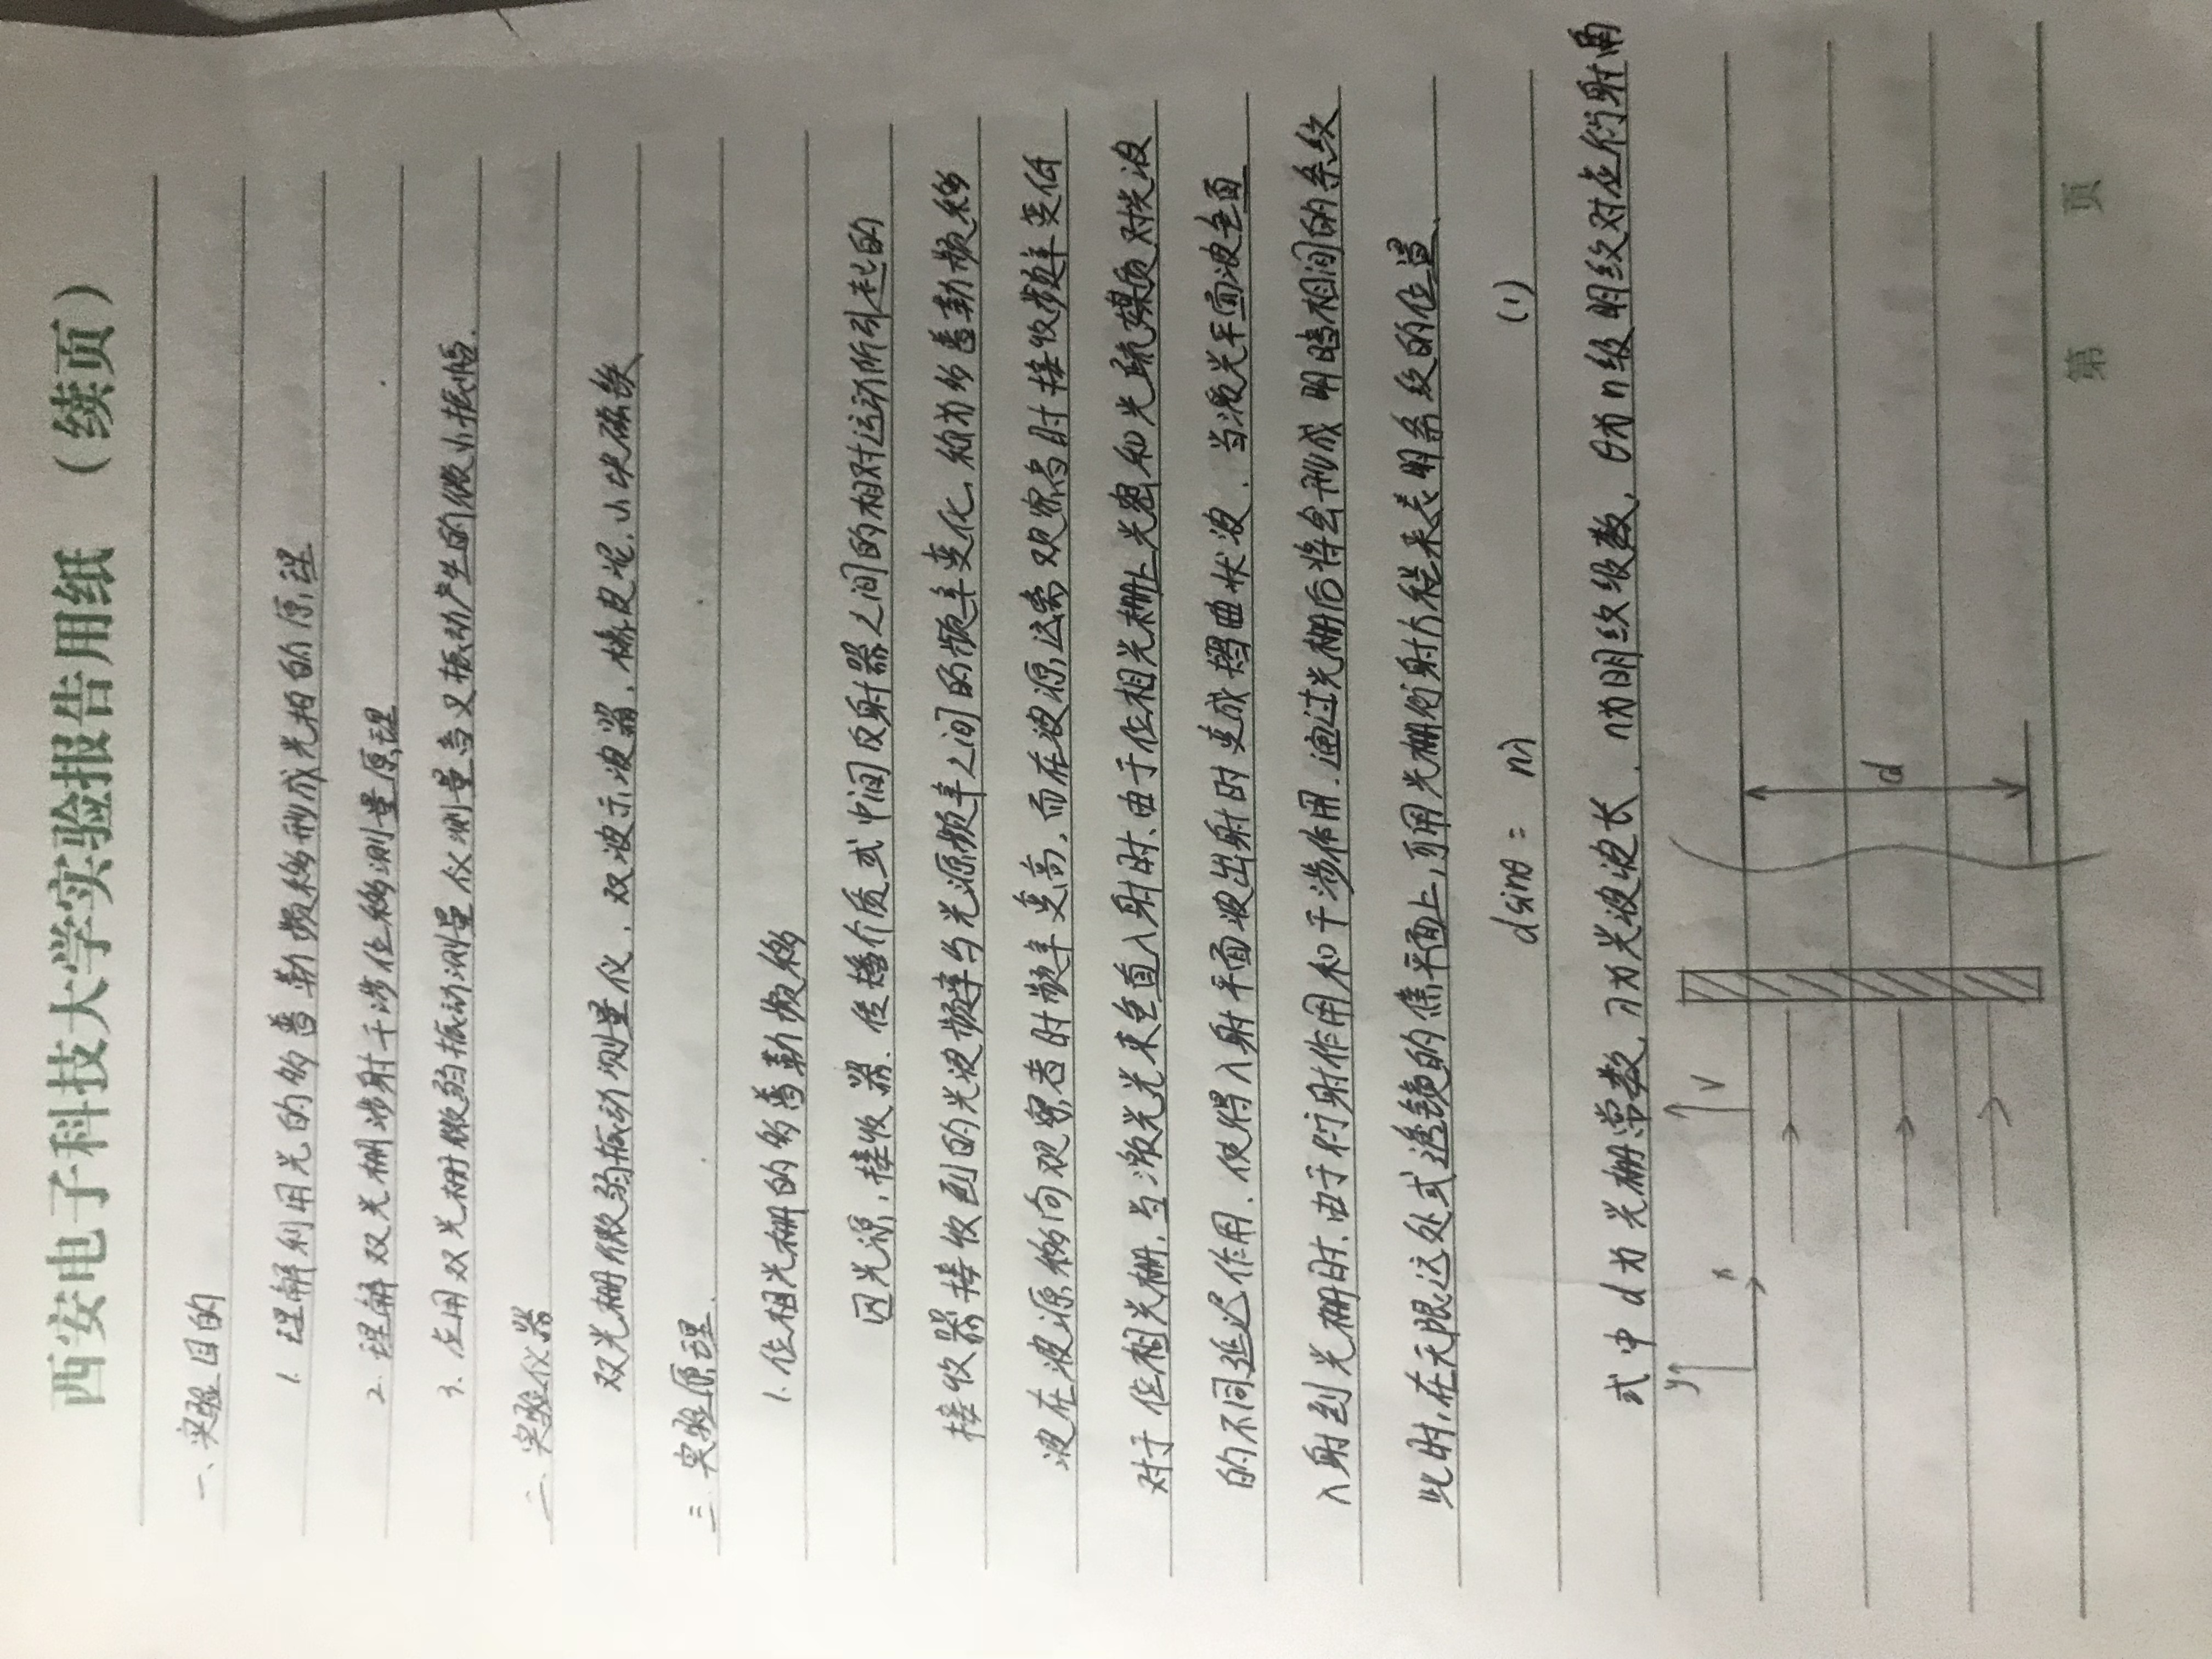 西安电子科技大学实验报告用纸 （续页）
一、实验目的
1. 理解利用光的多普勒频移形成光拍的原理
2. 理解双光栅涉射干涉位移测量原理
3. 应用双光栅微弱振动测量仪测量音叉振动产生的微小振幅.
二、实验仪器
双光栅微弱振动测量仪、双波示波器、橡皮泥、小块磁铁
三.实验原理.
1. 位相光栅的多普勒频移
因光源、接收器、传播介质或中间反射器之间的相对运动所引起的
接收器接收到的光波频率与光源频率之间的频率变化、称为多普勒频移
波在波源移向观察者时频率变高,而在波源远离观察者时接收频率变低
对于位相光栅,当激光光束垂直入射时、由于位相光栅上光密和光疏媒质对光波
的不同延迟作用、使得入射平面波出射时变成摺曲状波、当激光平面波垂直
入射到光栅时、由于衍射作用和干涉作用、通过光栅后将会形成明暗相间的条纹
此时,在无限远处或透镜的焦平面上,可用光栅衍射方程来表明条纹的位置.
dsinθ = nλ (1)
式中d为光栅常数,λ为光波波长、n为明纹级数,θ为n级明纹对应衍射角
y
x
V
d
第 页